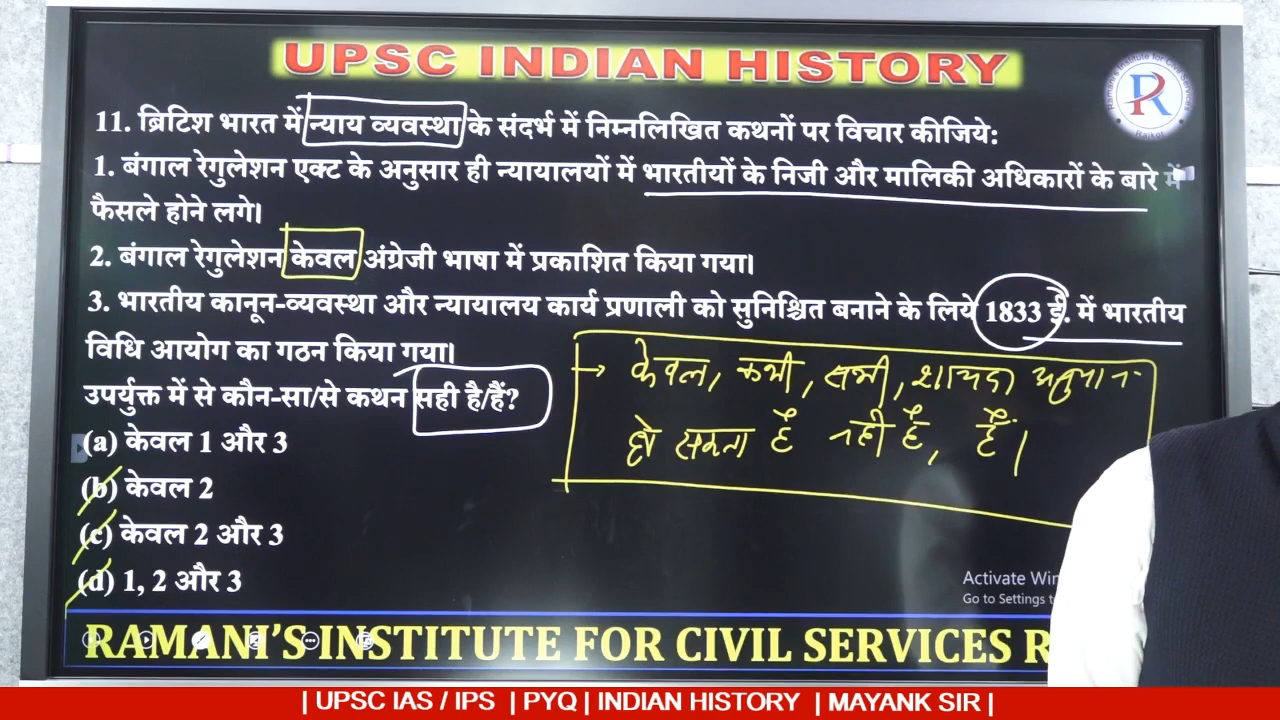 UPSC INDIAN HISTORY
11. ब्रिटिश भारत में न्याय व्यवस्था के संदर्भ में निम्नलिखित कथनों पर विचार कीजिये:
1. बंगाल रेगुलेशन एक्ट के अनुसार ही न्यायालयों में भारतीयों के निजी और मालिकी अधिकारों के बारे में
फैसले होने लगे।
2. बंगाल रेगुलेशन केवल अंग्रेजी भाषा में प्रकाशित किया गया।
3. भारतीय कानून-व्यवस्था और न्यायालय कार्य प्रणाली को सुनिश्चित बनाने के लिये 1833 ई. में भारतीय
विधि आयोग का गठन किया गया।
उपर्युक्त में से कौन-सा/से कथन सही है/हैं?
(a) केवल 1 और 3
(b) केवल 2
(c) केवल 2 और 3
(d) 1, 2 और 3
→ केवल, कभी, सभी, शायद
हो सकता है नहीं है, हैं।
R
Activate Win
Go to Settings t
RAMANI'S INSTITUTE FOR CIVIL SERVICES R
| UPSC IAS / IPS | PYQ | INDIAN HISTORY | MAYANK SIR |